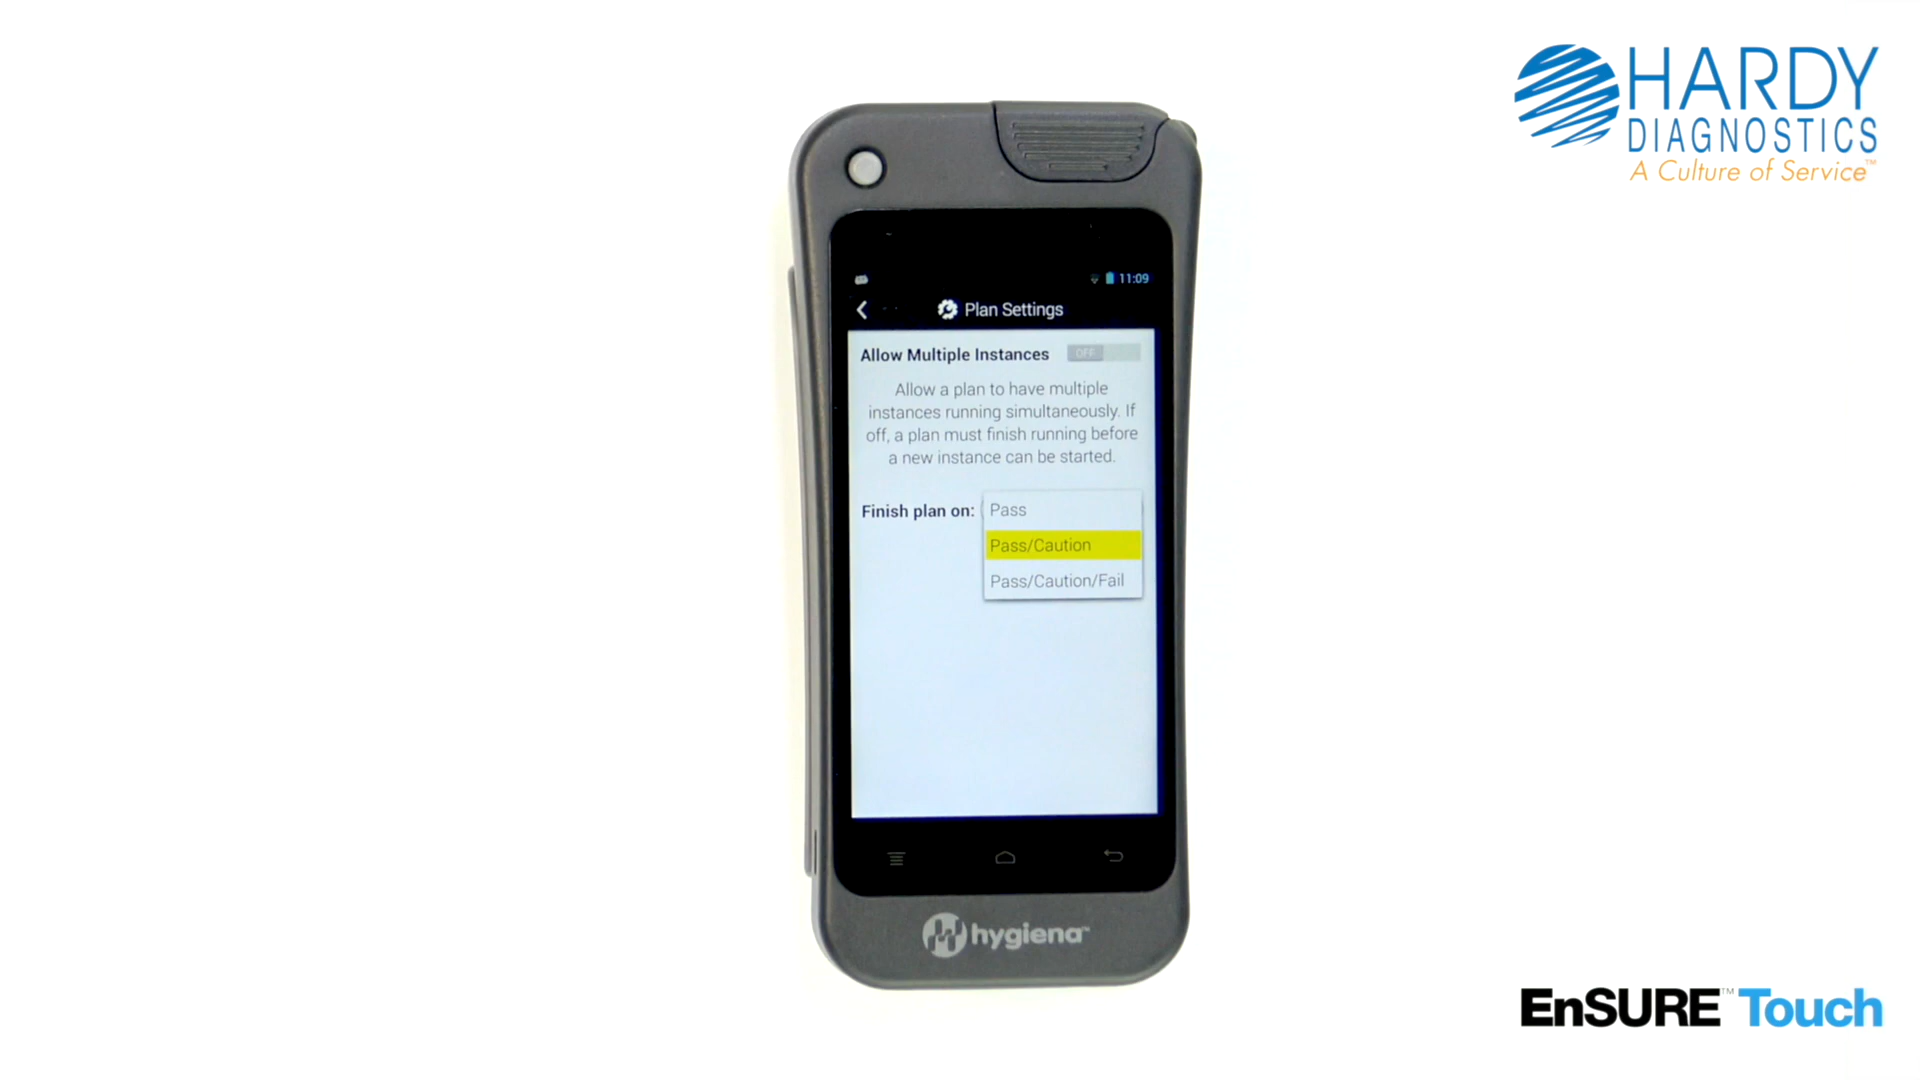 HARDY
DIAGNOSTICS
A Culture of Service™
11:09
Plan Settings
Allow Multiple Instances OFF
Allow a plan to have multiple
instances running simultaneously. If
off, a plan must finish running before
a new instance can be started.
Finish plan on: Pass
Pass/Caution
Pass/Caution/Fail
hygiena™
EnSURE™ Touch